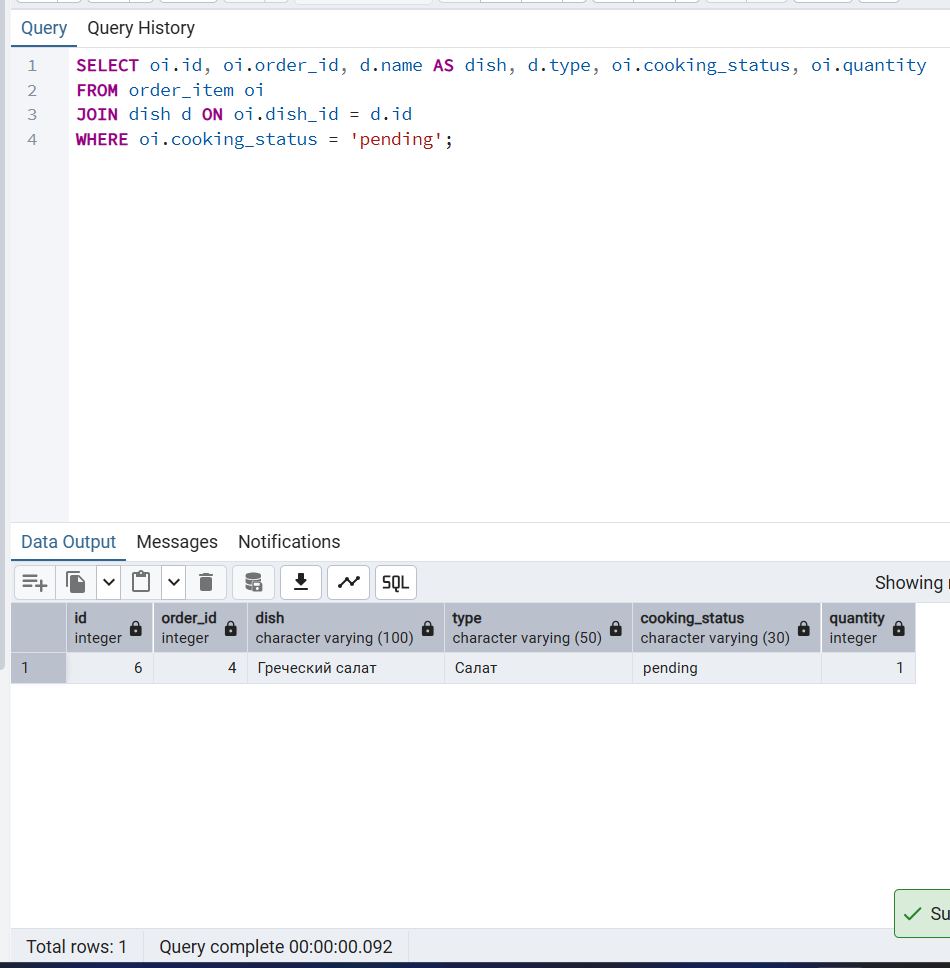 Query Query History
1 SELECT oi.id, oi.order_id, d.name AS dish, d.type, oi.cooking_status, oi.quantity
2 FROM order_item oi
3 JOIN dish d ON oi.dish_id = d.id
4 WHERE oi.cooking_status = 'pending';
Data Output Messages Notifications
SQL
Showing
id order_id dish type cooking_status quantity
integer integer character varying (100) character varying (50) character varying (30) integer
1 6 4 Греческий салат Салат pending 1
Su
Total rows: 1 Query complete 00:00:00.092